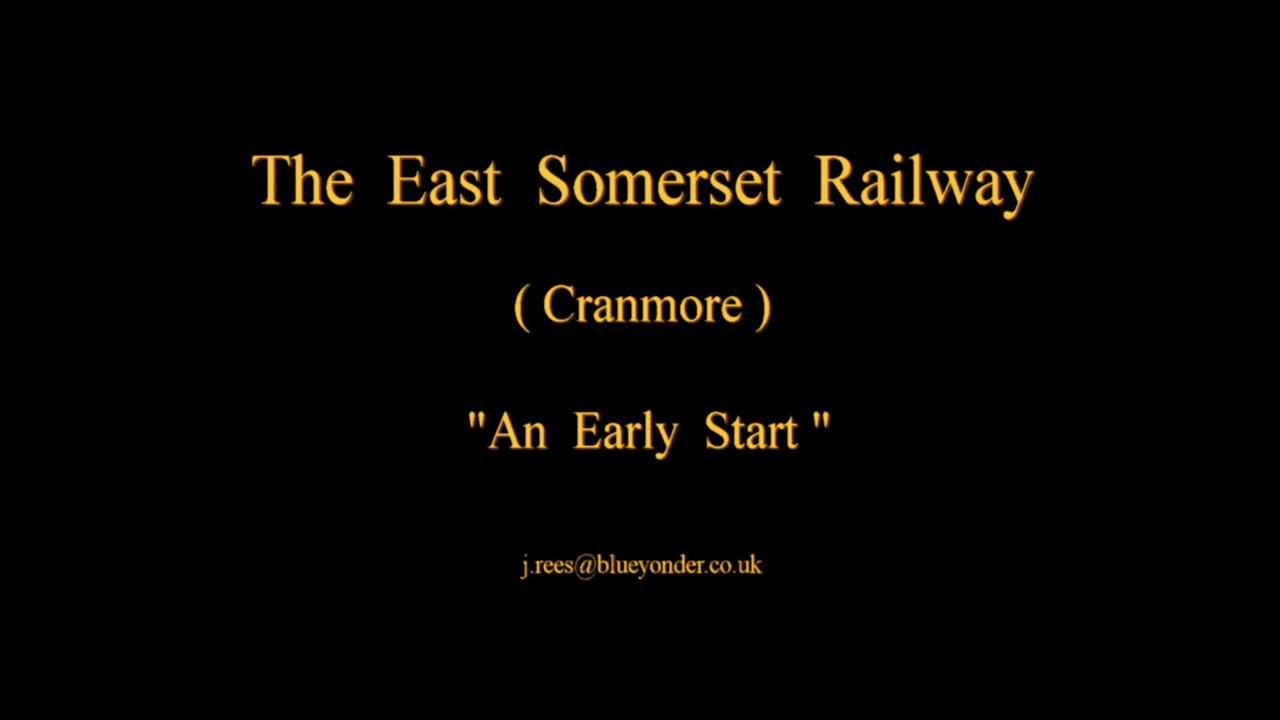 The East Somerset Railway
( Cranmore )
"An Early Start "
j.rees@blueyonder.co.uk